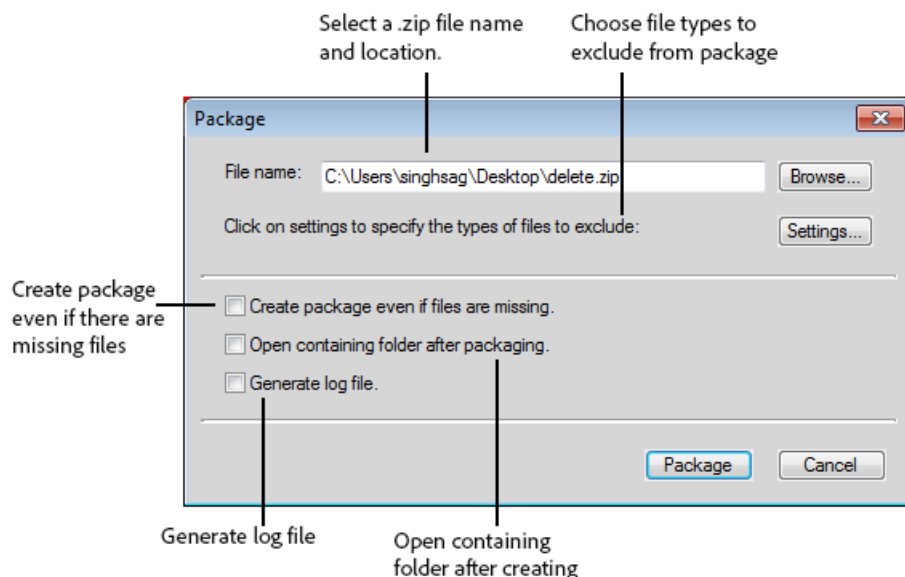 Select a .zip file name
and location.
Choose file types to
exclude from package
Package
File name:
C:\Users\singhsag\Desktop\delete.zip
Browse...
Click on settings to specify the types of files to exclude:
Settings...
Create package
even if there are
missing files
Create package even if files are missing.
Open containing folder after packaging.
Generate log file.
Package
Cancel
Generate log file
Open containing
folder after creating